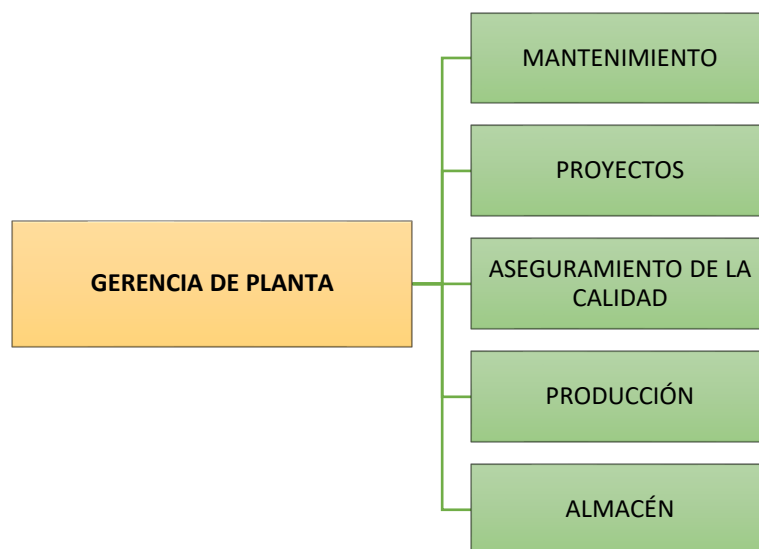 MANTENIMIENTO
PROYECTOS
GERENCIA DE PLANTA
ASEGURAMIENTO DE LA
CALIDAD
PRODUCCIÓN
ALMACÉN